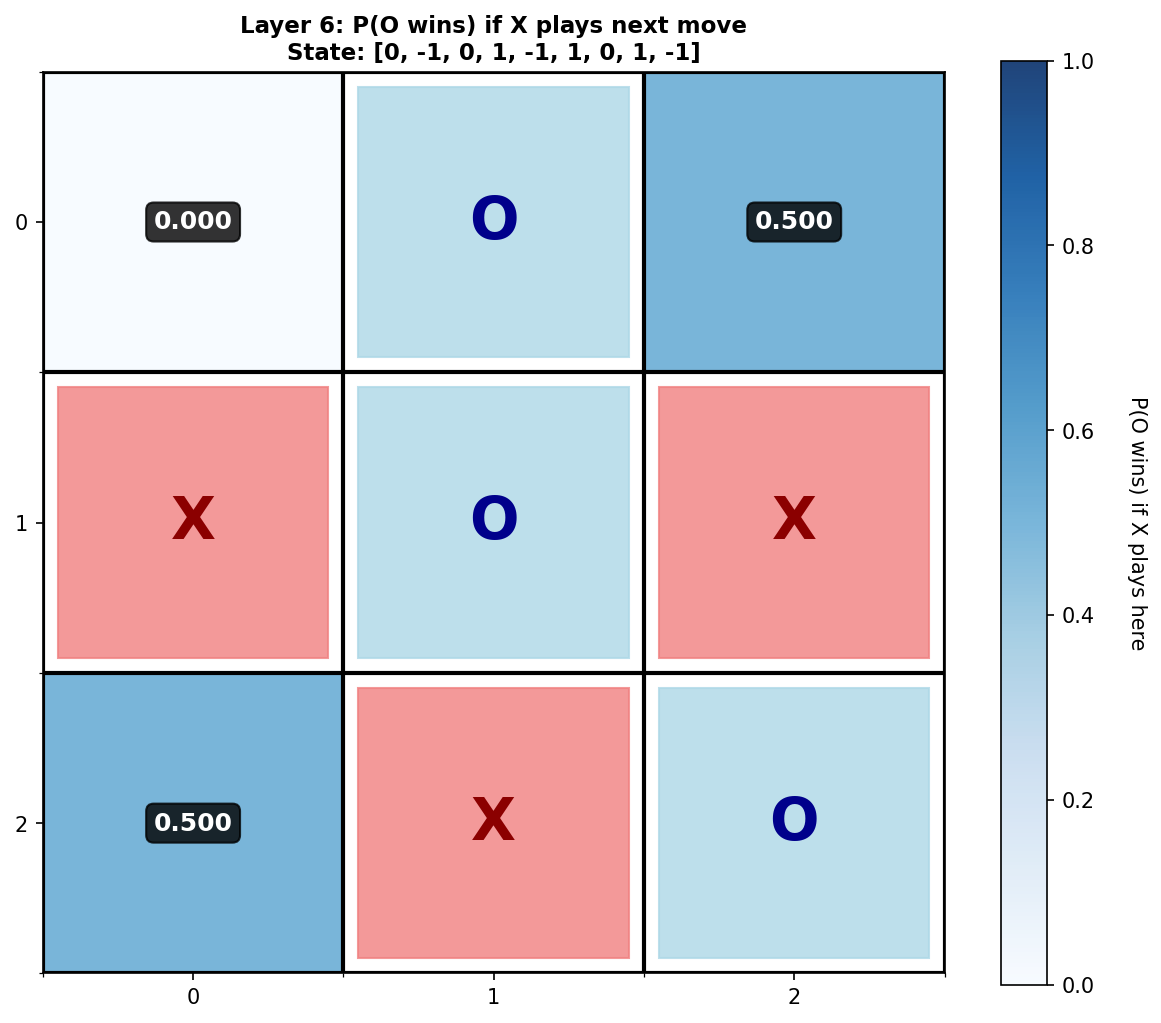 Layer 6: P(O wins) if X plays next move
State: [0, -1, 0, 1, -1, 1, 0, 1, -1]
0.000
O
0.500
X
O
X
0.500
X
O
0
1
2
0
1
2
1.0
0.8
0.6
0.4
0.2
0.0
P(O wins) if X plays here